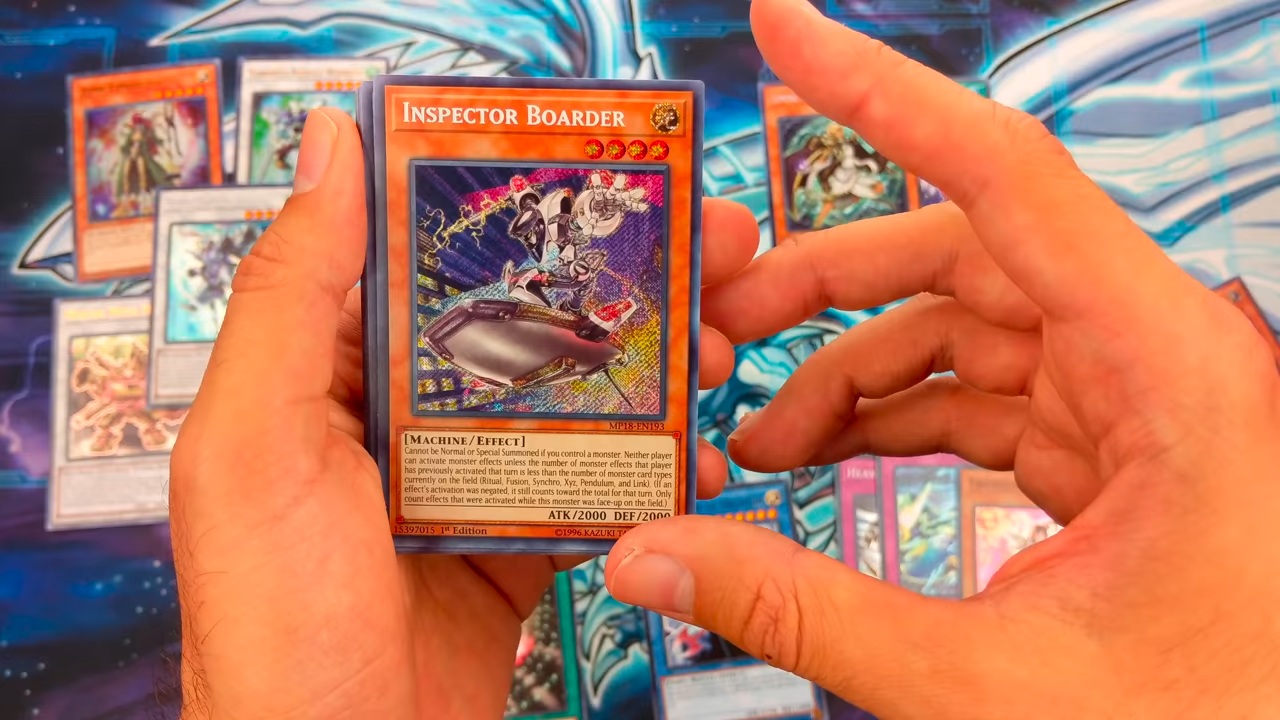 INSPECTOR BOARDER
MP18-EN193
[MACHINE/EFFECT]
Cannot be Normal or Special Summoned if you control a monster. Neither player
can activate monster effects unless the number of monster effects that player
has previously activated that turn is less than the number of monster card types
currently on the field (Ritual, Fusion, Synchro, Xyz, Pendulum, and Link). (If an
effect's activation was negated, it still counts toward the total for that turn. Only
count effects that were activated while this monster was face-up on the field.)
ATK/2000 DEF/2000
15397015 1st Edition
©1996 KAZUKI